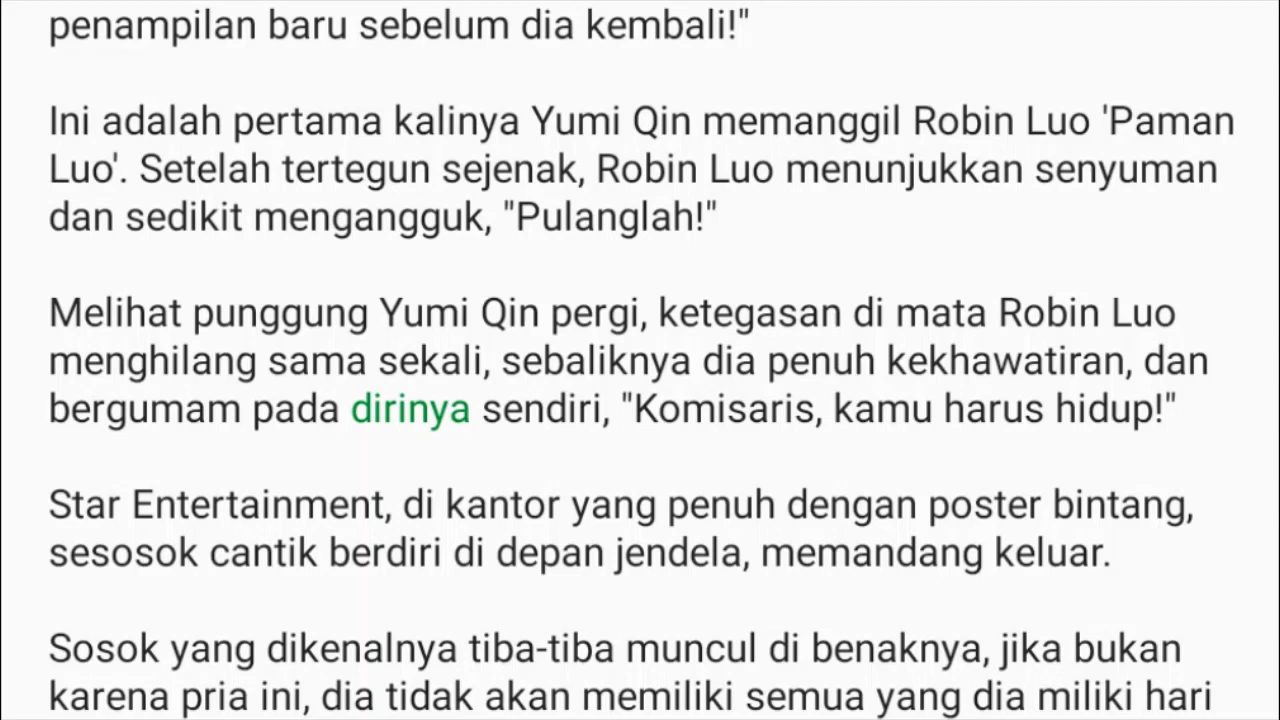 penampilan baru sebelum dia kembali!"
Ini adalah pertama kalinya Yumi Qin memanggil Robin Luo 'Paman
Luo'. Setelah tertegun sejenak, Robin Luo menunjukkan senyuman
dan sedikit mengangguk, "Pulanglah!"
Melihat punggung Yumi Qin pergi, ketegasan di mata Robin Luo
menghilang sama sekali, sebaliknya dia penuh kekhawatiran, dan
bergumam pada dirinya sendiri, "Komisaris, kamu harus hidup!"
Star Entertainment, di kantor yang penuh dengan poster bintang,
sesosok cantik berdiri di depan jendela, memandang keluar.
Sosok yang dikenalnya tiba-tiba muncul di benaknya, jika bukan
karena pria ini, dia tidak akan memiliki semua yang dia miliki hari